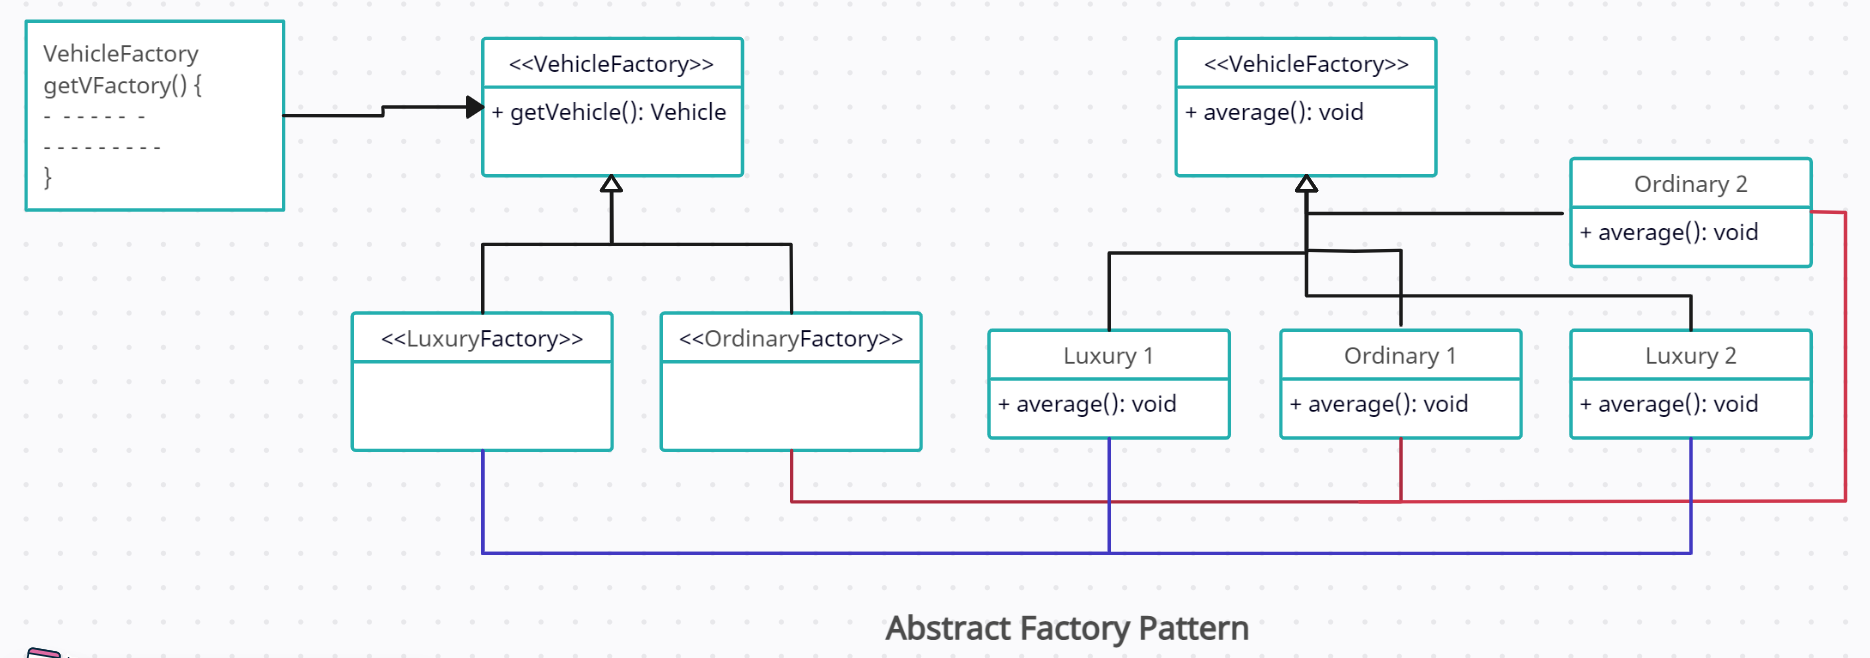 VehicleFactory
getVFactory() {
- - - - - - -
- - - - - - - - -
}
<<VehicleFactory>>
+ getVehicle(): Vehicle
<<VehicleFactory>>
+ average(): void
Ordinary 2
+ average(): void
<<LuxuryFactory>>
<<OrdinaryFactory>>
Luxury 1
+ average(): void
Ordinary 1
+ average(): void
Luxury 2
+ average(): void
Abstract Factory Pattern